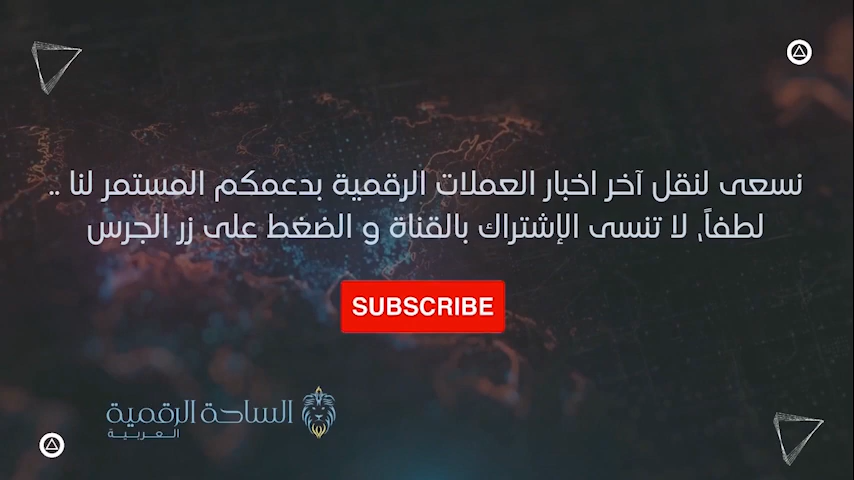 نسعى لنقل آخر اخبار العملات الرقمية بدعمكم المستمر لنا ..
لطفاً، لا تنسى الإشتراك بالقناة و الضغط على زر الجرس
SUBSCRIBE
الساحة الرقمية
العربية